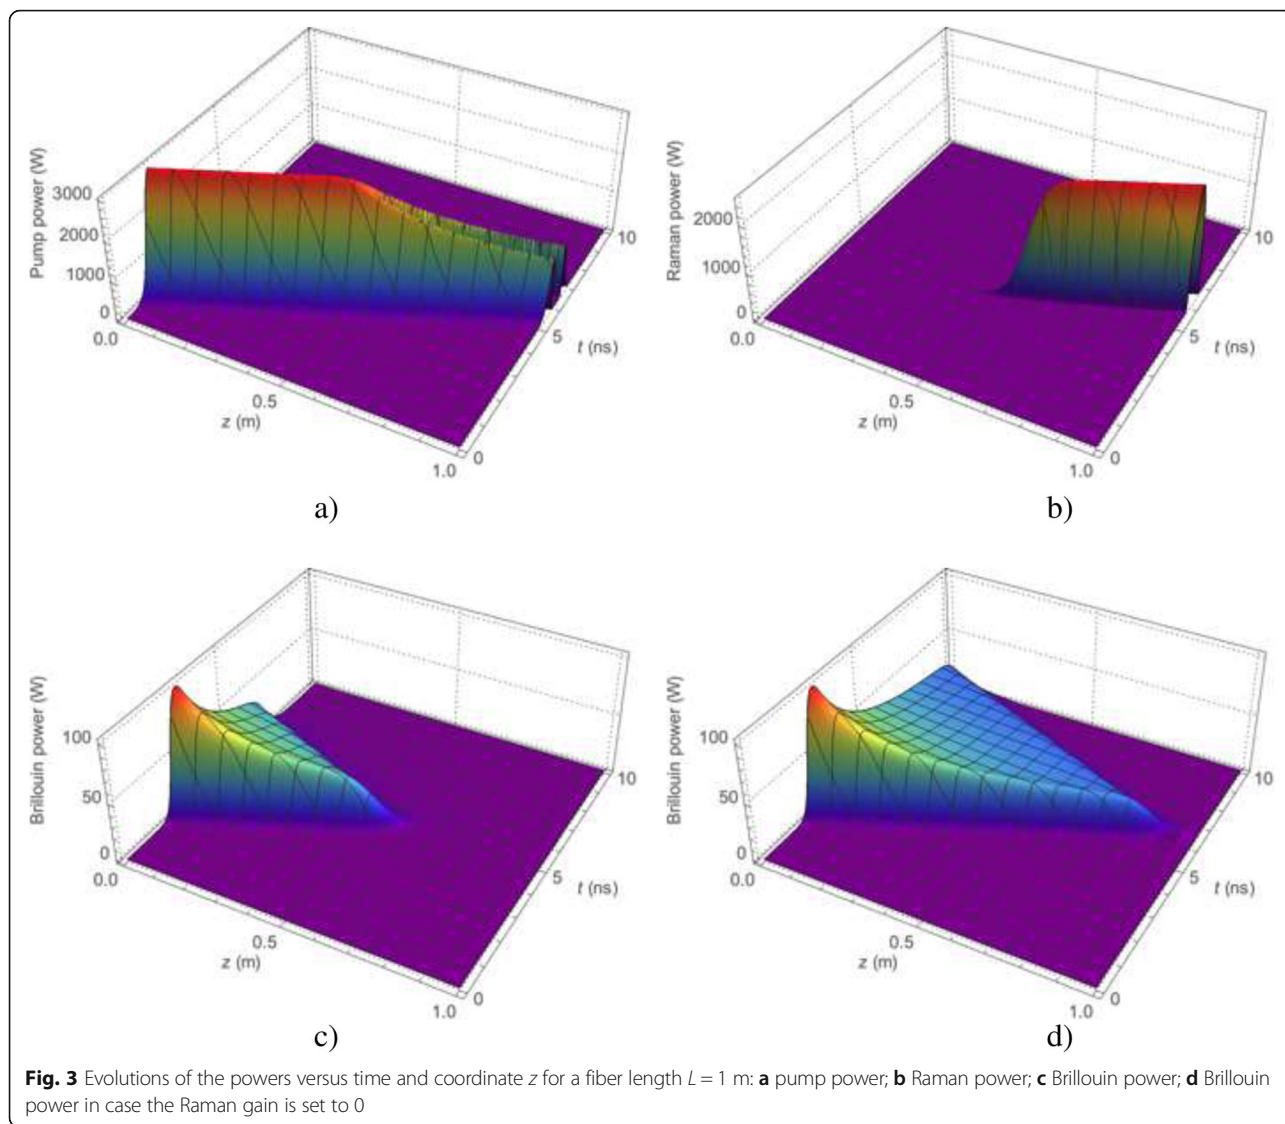 Pump power (W)
3000
2000
1000
0
0.0
0.5
z (m)
1.0
0
5
t (ns)
10
a)
Raman power (W)
2000
1000
0
0.0
0.5
z (m)
1.0
0
5
t (ns)
10
b)
Brillouin power (W)
100
50
0
0.0
0.5
z (m)
1.0
0
5
t (ns)
10
c)
Brillouin power (W)
100
50
0
0.0
0.5
z (m)
1.0
0
5
t (ns)
10
d)
Fig. 3 Evolutions of the powers versus time and coordinate z for a fiber length L = 1 m: a pump power; b Raman power; c Brillouin power; d Brillouin
power in case the Raman gain is set to 0